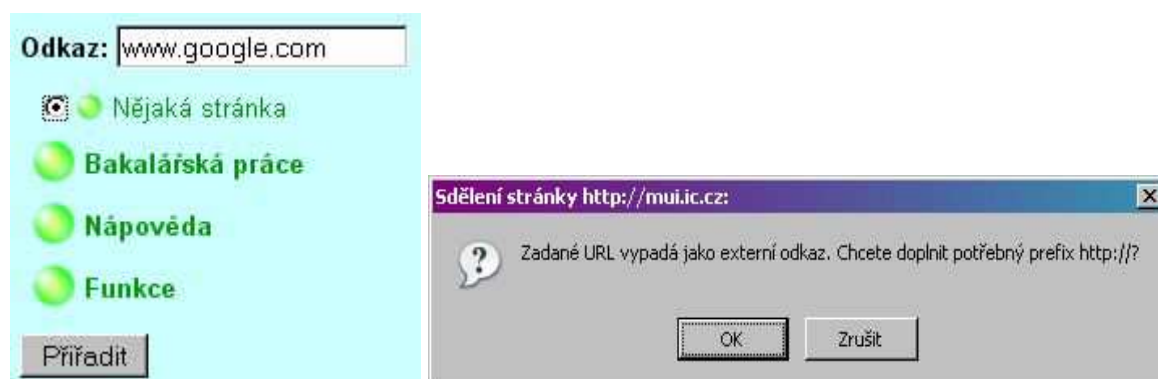 Odkaz: www.google.com
Nějaká stránka
Bakalářská práce
Nápověda
Funkce
Přiřadit
Sdělení stránky http://mui.ic.cz:
Zadané URL vypadá jako externí odkaz. Chcete doplnit potřebný prefix http://?
OK
Zrušit